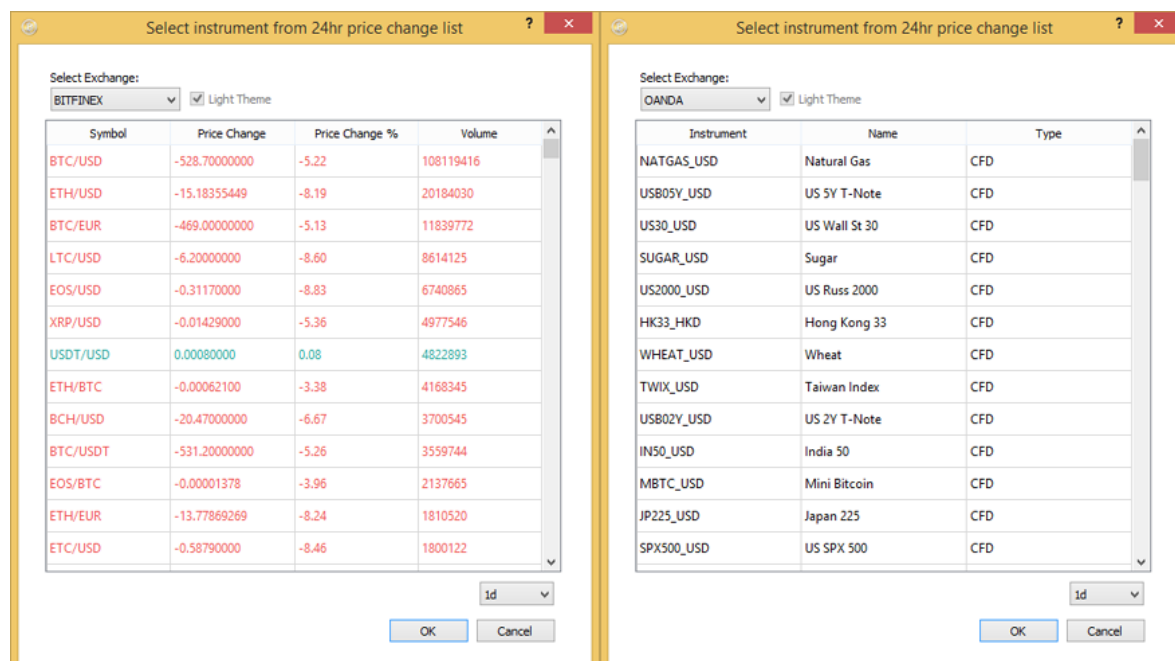 Select instrument from 24hr price change list ? ×
Select Exchange:
BITFINEX Light Theme
Symbol Price Change Price Change % Volume
BTC/USD -528.70000000 -5.22 108119416
ETH/USD -15.18355449 -8.19 20184030
BTC/EUR -469.00000000 -5.13 11839772
LTC/USD -6.20000000 -8.60 8614125
EOS/USD -0.31170000 -8.83 6740865
XRP/USD -0.01429000 -5.36 4977546
USDT/USD 0.00080000 0.08 4822893
ETH/BTC -0.00062100 -3.38 4168345
BCH/USD -20.47000000 -6.67 3700545
BTC/USDT -531.20000000 -5.26 3559744
EOS/BTC -0.00001378 -3.96 2137665
ETH/EUR -13.77869269 -8.24 1810520
ETC/USD -0.58790000 -8.46 1800122
1d
OK Cancel
Select instrument from 24hr price change list ? ×
Select Exchange:
OANDA Light Theme
Instrument Name Type
NATGAS_USD Natural Gas CFD
USB05Y_USD US 5Y T-Note CFD
US30_USD US Wall St 30 CFD
SUGAR_USD Sugar CFD
US2000_USD US Russ 2000 CFD
HK33_HKD Hong Kong 33 CFD
WHEAT_USD Wheat CFD
TWIX_USD Taiwan Index CFD
USB02Y_USD US 2Y T-Note CFD
IN50_USD India 50 CFD
MBTC_USD Mini Bitcoin CFD
JP225_USD Japan 225 CFD
SPX500_USD US SPX 500 CFD
1d
OK Cancel